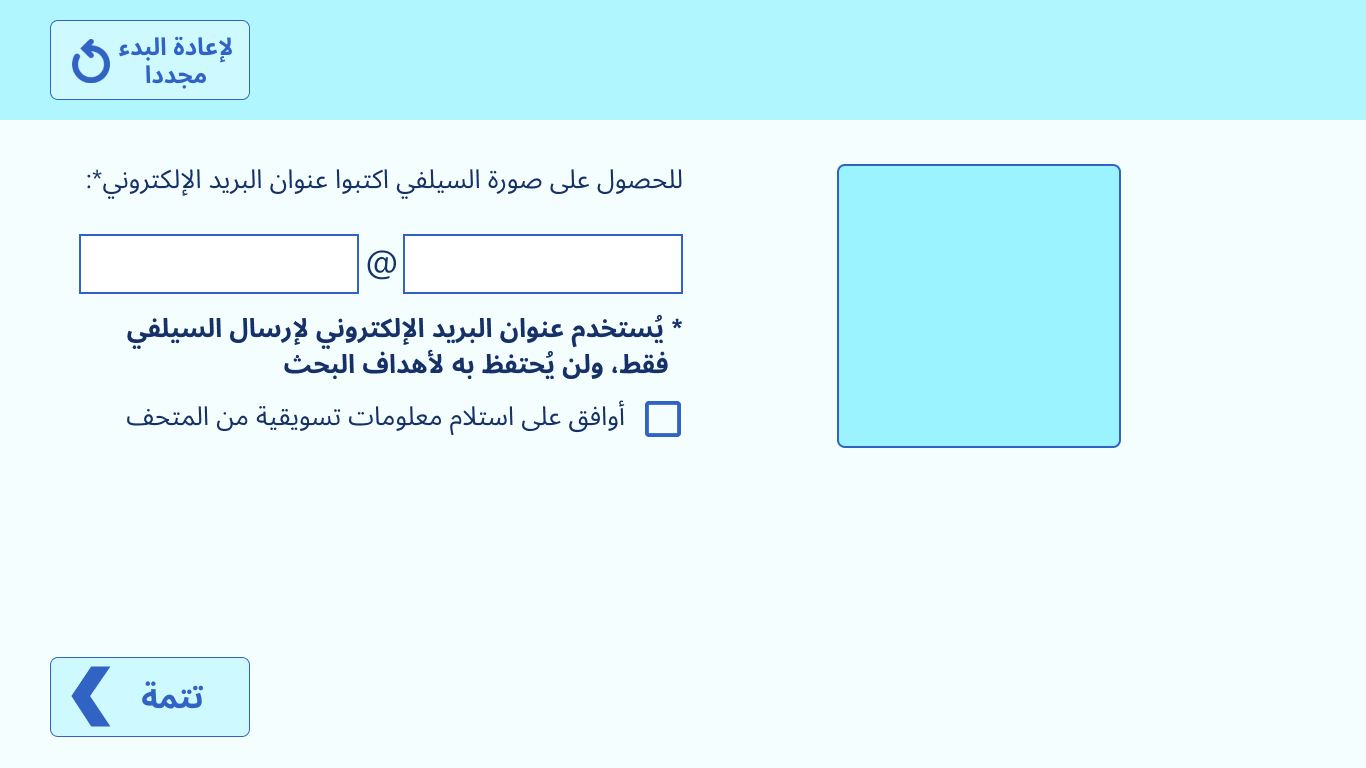 لإعادة البدء
مجددا
للحصول على صورة السيلفي اكتبوا عنوان البريد الإلكتروني*:
@
* يُستخدم عنوان البريد الإلكتروني لإرسال السيلفي
فقط، ولن يُحتفظ به لأهداف البحث
أوافق على استلام معلومات تسويقية من المتحف
تتمة